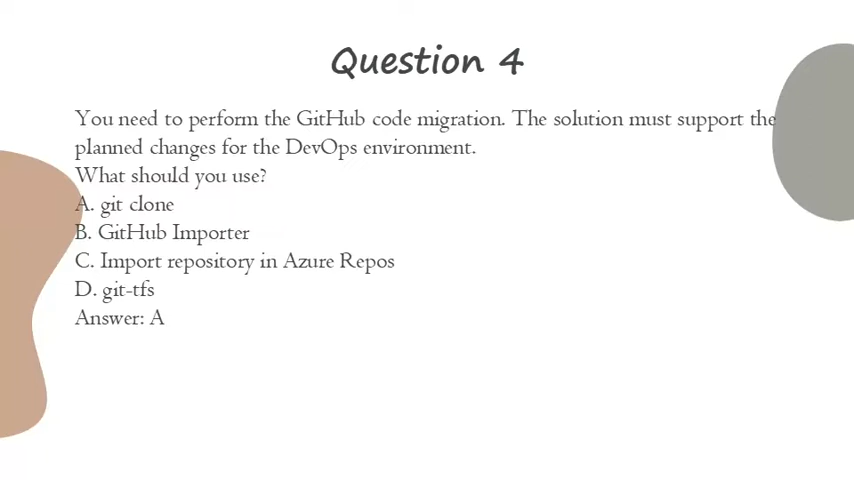 Question 4
You need to perform the GitHub code migration. The solution must support the
planned changes for the DevOps environment.
What should you use?
A. git clone
B. GitHub Importer
C. Import repository in Azure Repos
D. git-tfs
Answer: A